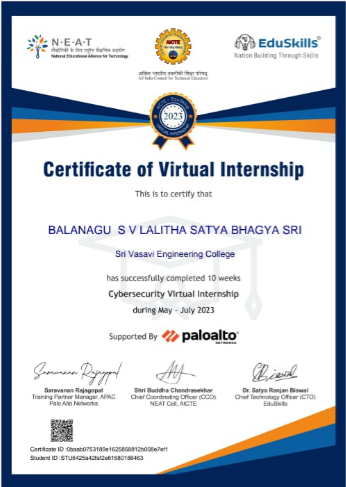 N·E·A·T
National Educational Alliance for Technology
AICTE
अखिल भारतीय तकनीकी शिक्षा परिषद्
All India Council for Technical Education
EduSkills®
Nation Building Through Skills
2023
Certificate of Virtual Internship
This is to certify that
BALANAGU S V LALITHA SATYA BHAGYA SRI
Sri Vasavi Engineering College
has successfully completed 10 weeks
Cybersecurity Virtual Internship
during May - July 2023
Supported By paloalto
NETWORKS
Saravanan Rajagopal
Training Partner Manager, APAC
Palo Alto Networks
Shri Buddha Chandrasekhar
Chief Coordinating Officer (CCO)
NEAT Cell, AICTE
Dr. Satya Ranjan Biswal
Chief Technology Officer (CTO)
EduSkills
Certificate ID :
Student ID :